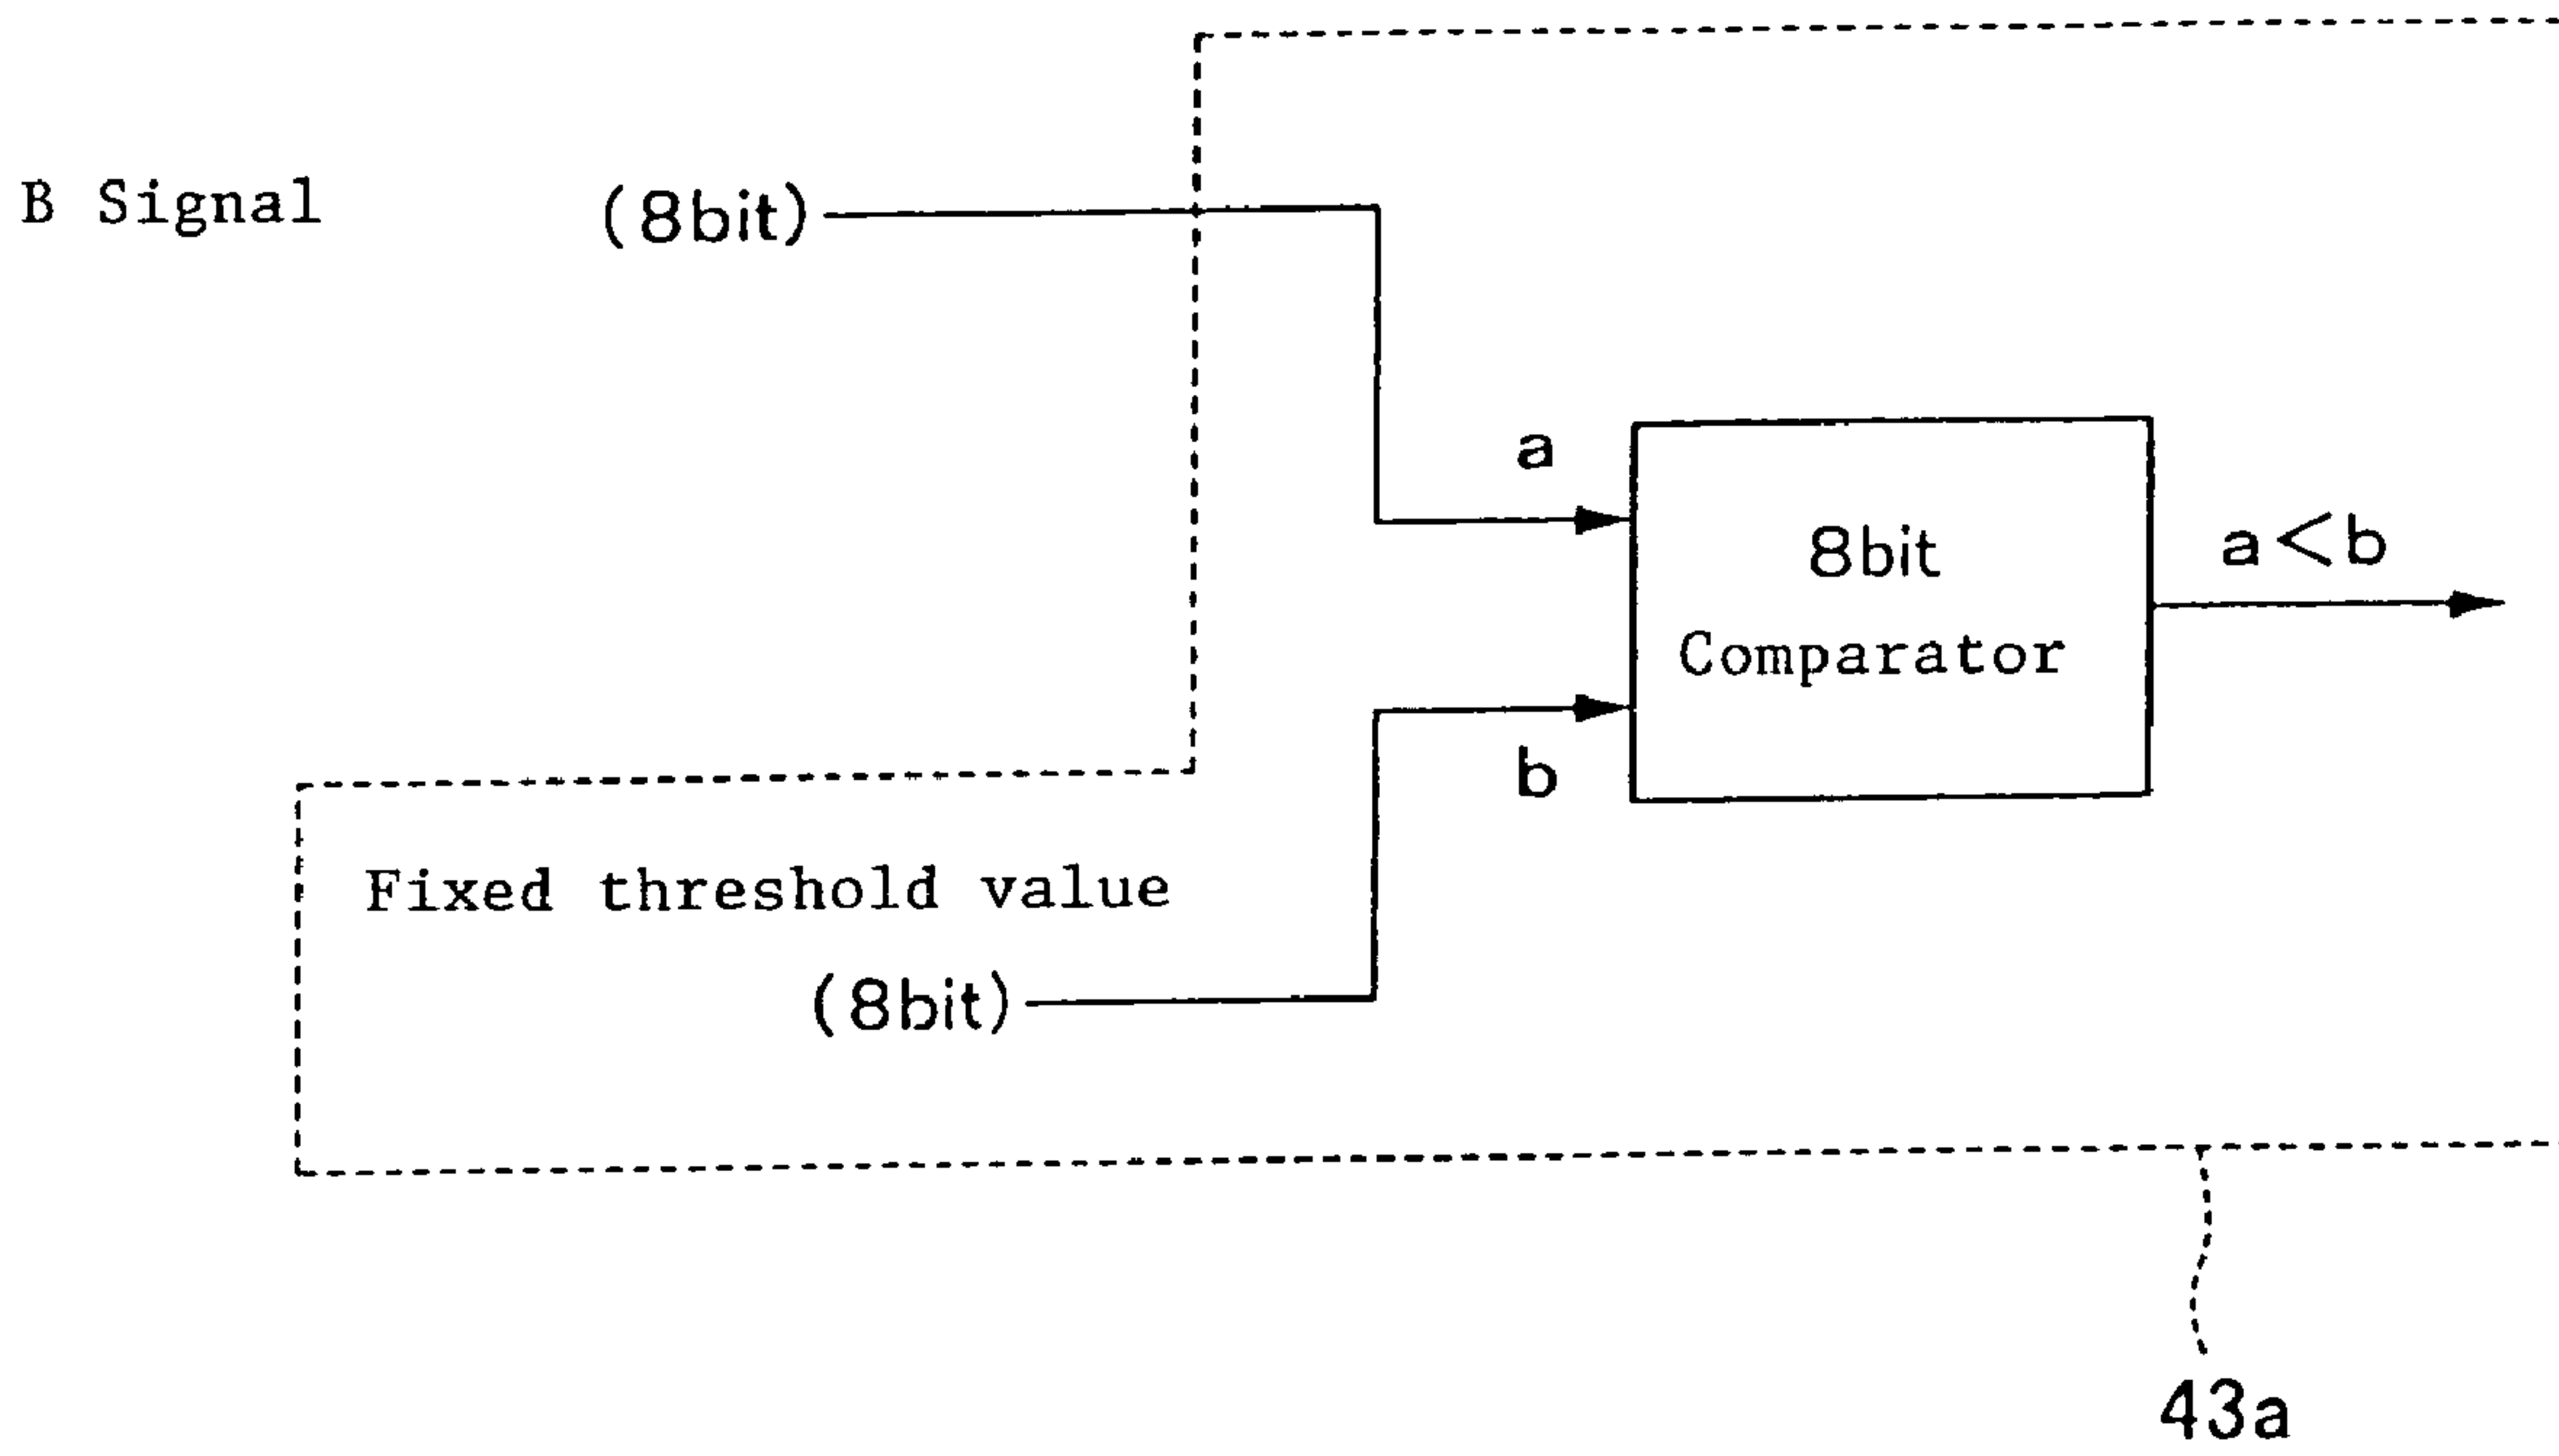 B Signal (8bit)
a
8bit
Comparator
a<b
b
Fixed threshold value
(8bit)
43a